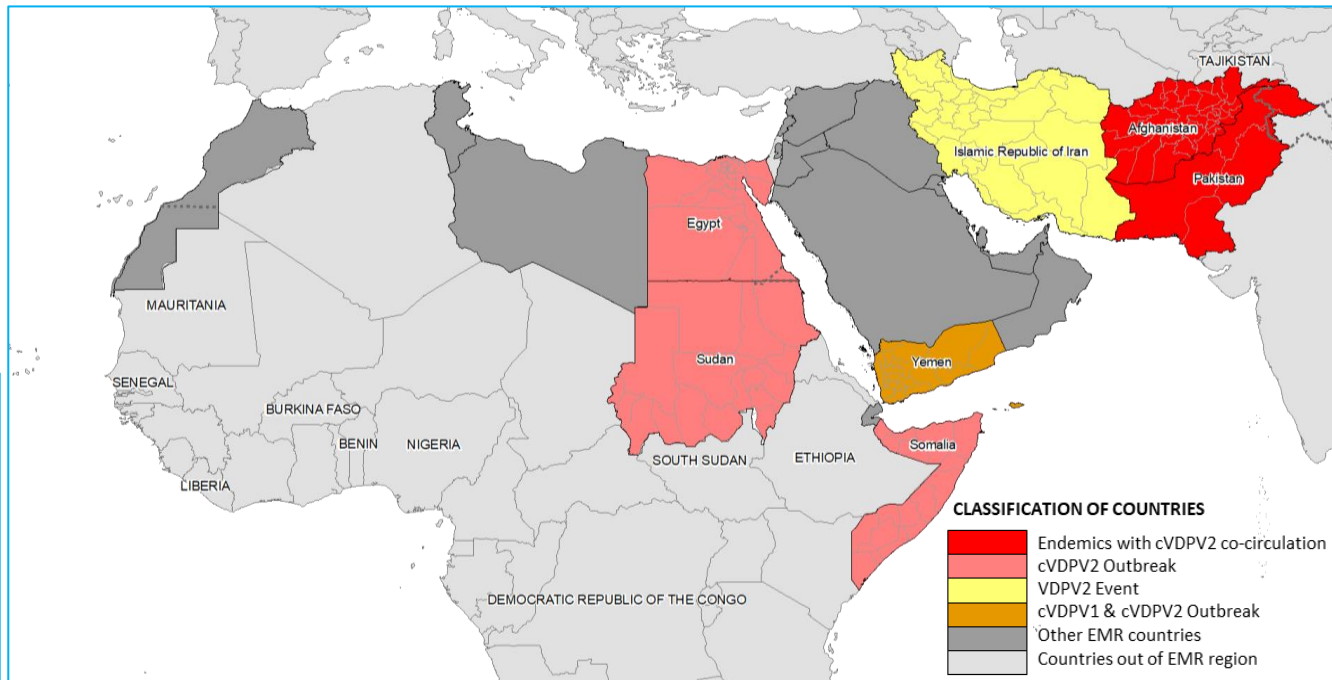 TAJIKISTAN
Afghanistan
Islamic Republic of Iran
Pakistan
Egypt
MAURITANIA
Sudan
Yemen
SENEGAL
BURKINA FASO
BENIN
NIGERIA
SOUTH SUDAN
ETHIOPIA
Somalia
LIBERIA
DEMOCRATIC REPUBLIC OF THE CONGO
CLASSIFICATION OF COUNTRIES
Endemics with cVDPV2 co-circulation
cVDPV2 Outbreak
VDPV2 Event
cVDPV1 & cVDPV2 Outbreak
Other EMR countries
Countries out of EMR region